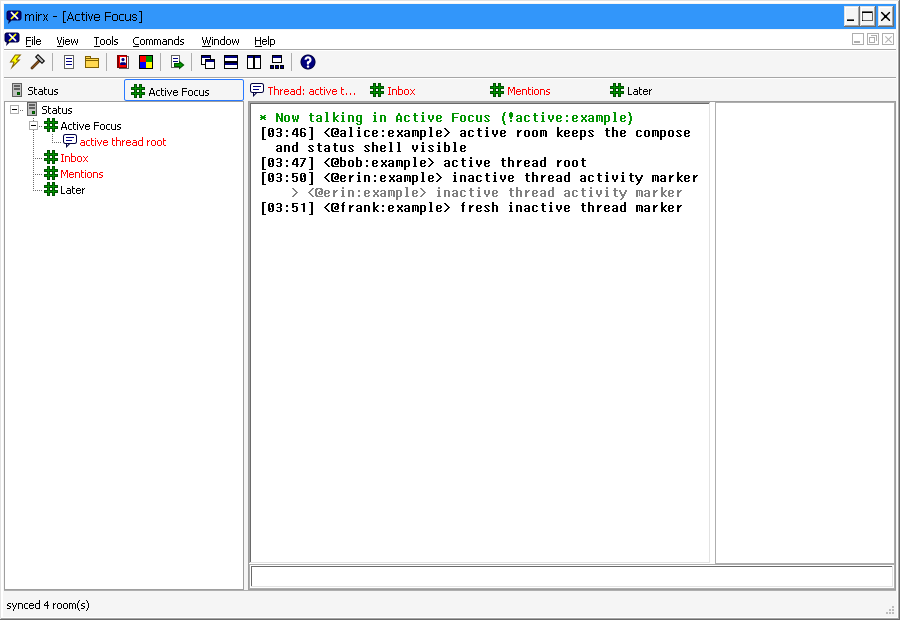 mirx - [Active Focus]
File View Tools Commands Window Help
Status Active Focus Thread: active t... Inbox Mentions Later
Status
Active Focus
active thread root
Inbox
Mentions
Later
* Now talking in Active Focus (!active:example)
[03:46] <@alice:example> active room keeps the compose
and status shell visible
[03:47] <@bob:example> active thread root
[03:50] <@erin:example> inactive thread activity marker
> <@erin:example> inactive thread activity marker
[03:51] <@frank:example> fresh inactive thread marker
synced 4 room(s)